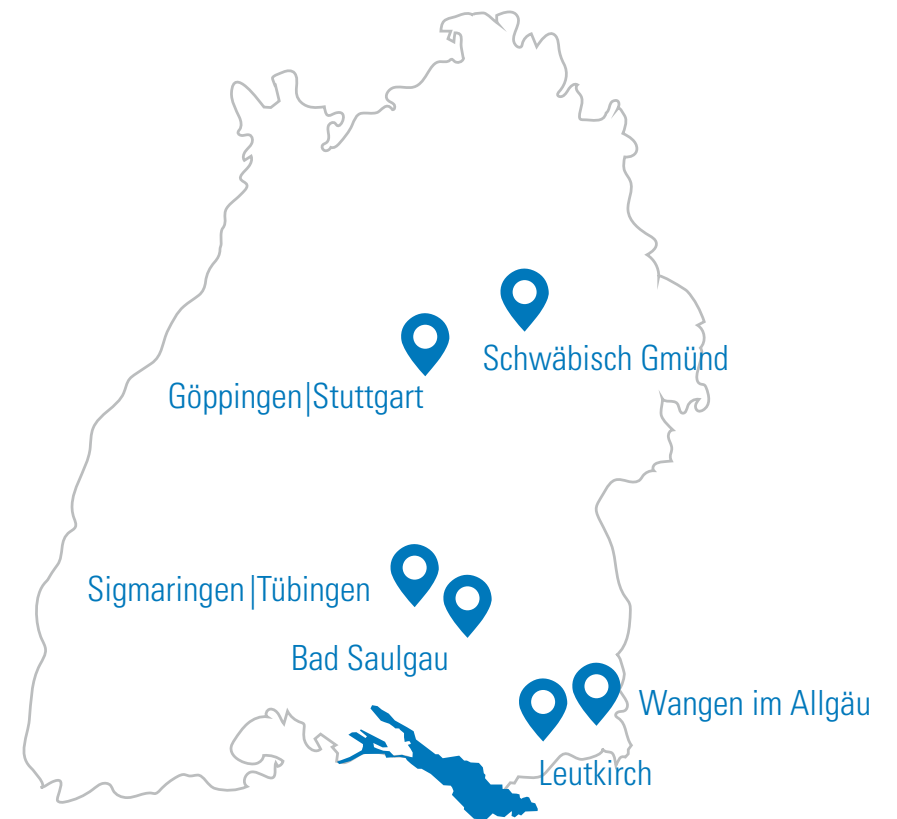 Schwäbisch Gmünd
Göppingen|Stuttgart
Sigmaringen|Tübingen
Bad Saulgau
Wangen im Allgäu
Leutkirch